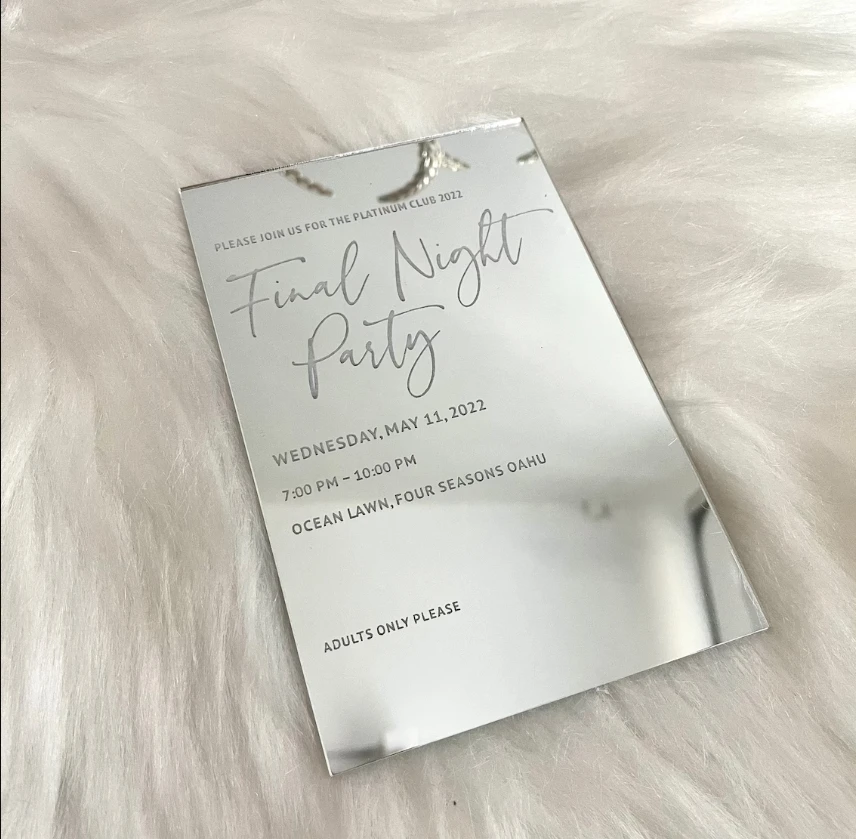 PLEASE JOIN US FOR THE PLATINUM CLUB 2022
Final Night
Party
WEDNESDAY, MAY 11, 2022
7:00 PM – 10:00 PM
OCEAN LAWN, FOUR SEASONS OAHU
ADULTS ONLY PLEASE